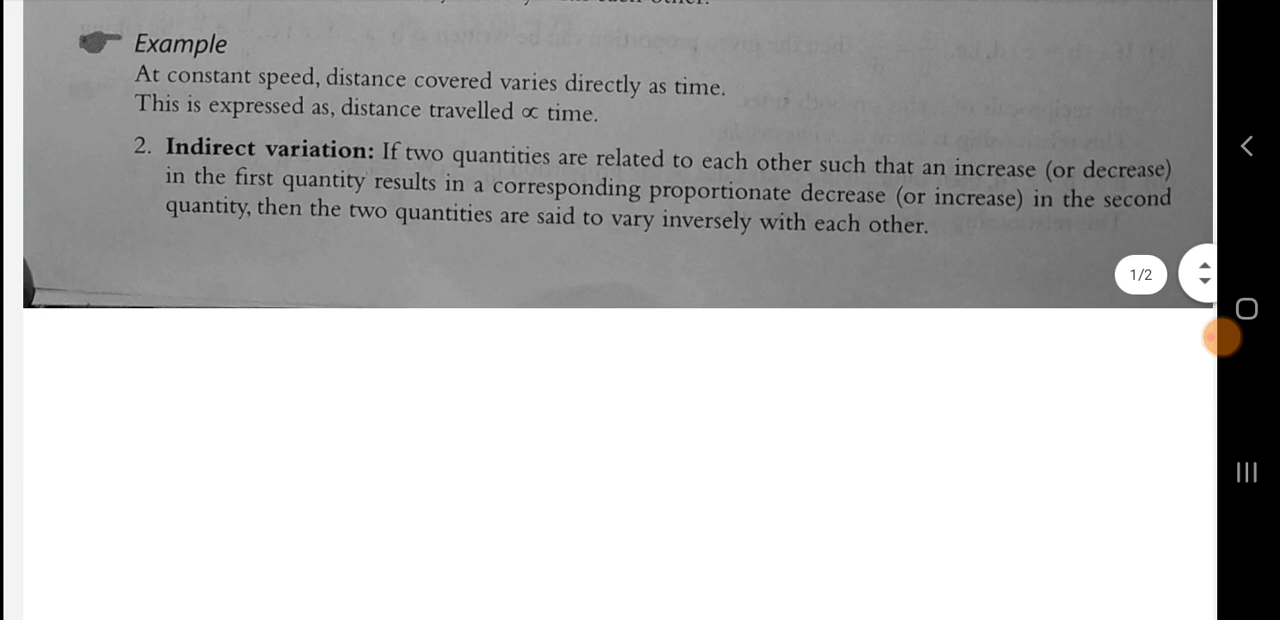 Example
At constant speed, distance covered varies directly as time.
This is expressed as, distance travelled ∝ time.
2. Indirect variation: If two quantities are related to each other such that an increase (or decrease)
in the first quantity results in a corresponding proportionate decrease (or increase) in the second
quantity, then the two quantities are said to vary inversely with each other.
1/2